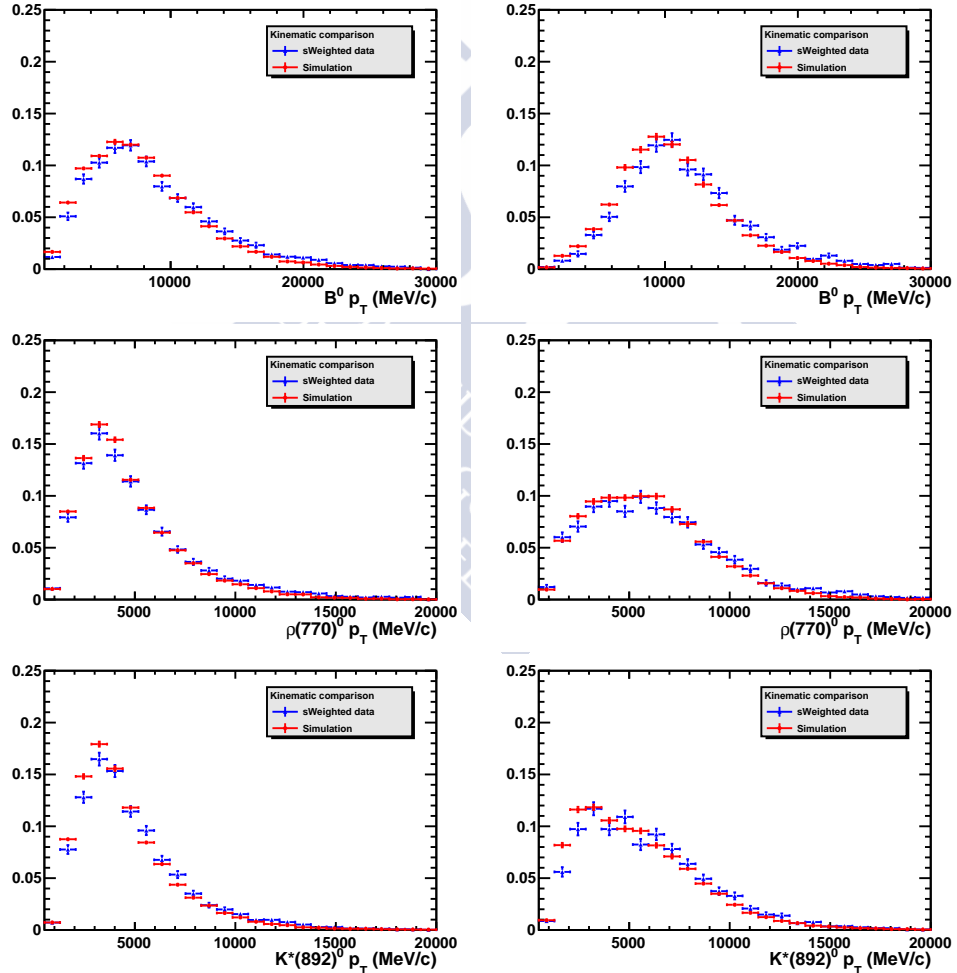 0.25
0.2
0.15
0.1
0.05
0
Kinematic comparison
sWeighted data
Simulation
10000 20000 30000
B⁰ p_T (MeV/c)
0.25
0.2
0.15
0.1
0.05
0
Kinematic comparison
sWeighted data
Simulation
10000 20000 30000
B⁰ p_T (MeV/c)
0.25
0.2
0.15
0.1
0.05
0
Kinematic comparison
sWeighted data
Simulation
5000 10000 15000 20000
ρ(770)⁰ p_T (MeV/c)
0.25
0.2
0.15
0.1
0.05
0
Kinematic comparison
sWeighted data
Simulation
5000 10000 15000 20000
ρ(770)⁰ p_T (MeV/c)
0.25
0.2
0.15
0.1
0.05
0
Kinematic comparison
sWeighted data
Simulation
5000 10000 15000 20000
K*(892)⁰ p_T (MeV/c)
0.25
0.2
0.15
0.1
0.05
0
Kinematic comparison
sWeighted data
Simulation
5000 10000 15000 20000
K*(892)⁰ p_T (MeV/c)